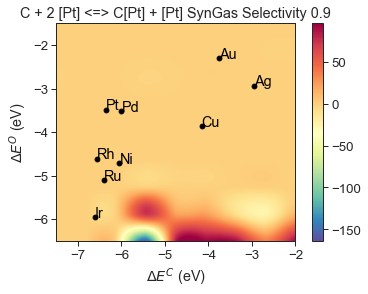 C + 2 [Pt] <=> C[Pt] + [Pt] SynGas Selectivity 0.9
−2
−3
−4
−5
−6
ΔE^O (eV)
Au
Ag
Pt
Pd
Cu
Rh
Ni
Ru
Ir
−7
−6
−5
−4
−3
−2
ΔE^C (eV)
50
0
−50
−100
−150